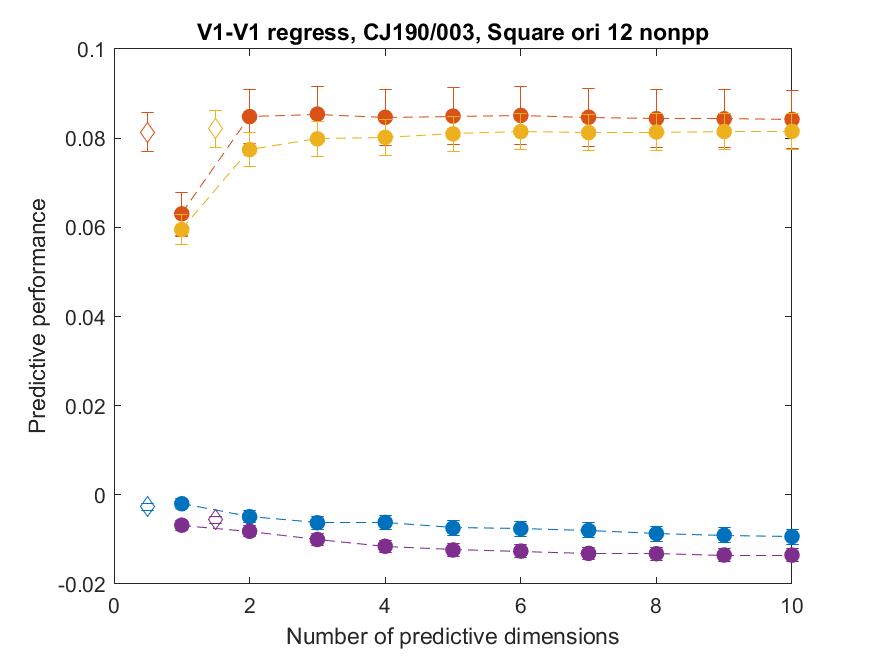 V1-V1 regress, CJ190/003, Square ori 12 nonpp
0.1
0.08
0.06
0.04
0.02
0
-0.02
Predictive performance
0 2 4 6 8 10
Number of predictive dimensions